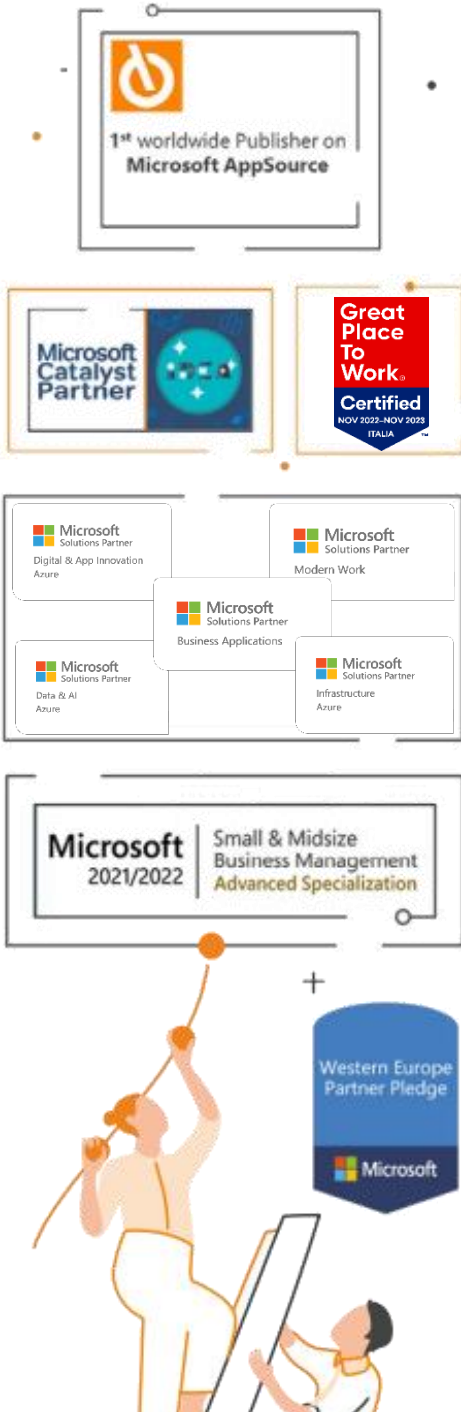 1st worldwide Publisher on
Microsoft AppSource
Microsoft
Catalyst
Partner
IDEA
Great
Place
To
Work®
Certified
NOV 2022–NOV 2023
ITALIA ™
Microsoft
Solutions Partner
Digital & App Innovation
Azure
Microsoft
Solutions Partner
Modern Work
Microsoft
Solutions Partner
Business Applications
Microsoft
Solutions Partner
Data & AI
Azure
Microsoft
Solutions Partner
Infrastructure
Azure
Microsoft
2021/2022
Small & Midsize
Business Management
Advanced Specialization
Western Europe
Partner Pledge
Microsoft